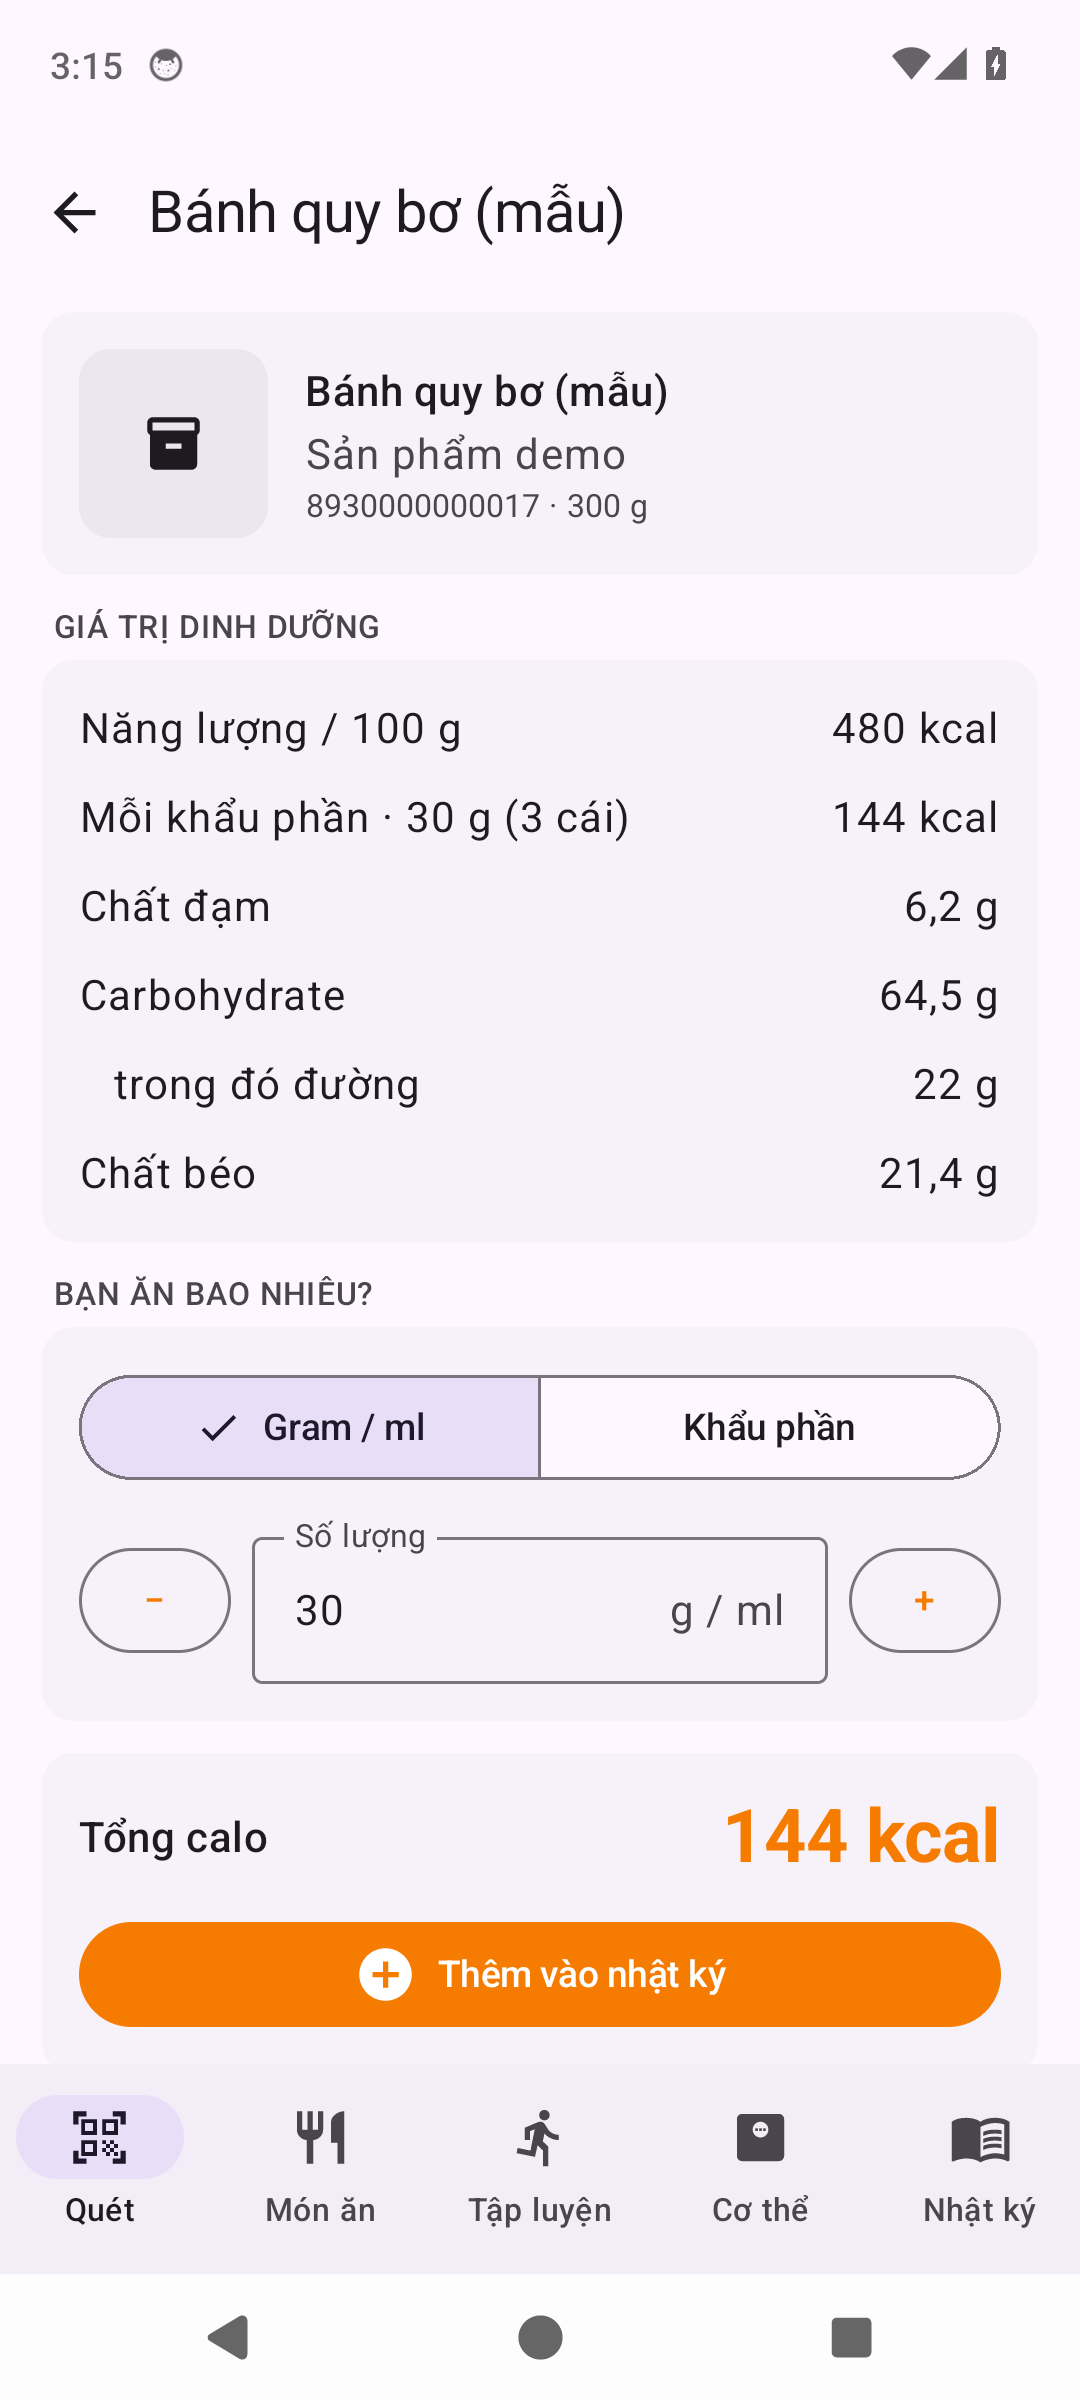 3:15
Bánh quy bơ (mẫu)
Bánh quy bơ (mẫu)
Sản phẩm demo
8930000000017 · 300 g
GIÁ TRỊ DINH DƯỠNG
Năng lượng / 100 g 480 kcal
Mỗi khẩu phần · 30 g (3 cái) 144 kcal
Chất đạm 6,2 g
Carbohydrate 64,5 g
trong đó đường 22 g
Chất béo 21,4 g
BẠN ĂN BAO NHIÊU?
Gram / ml Khẩu phần
Số lượng
− 30 g / ml +
Tổng calo 144 kcal
Thêm vào nhật ký
Quét Món ăn Tập luyện Cơ thể Nhật ký